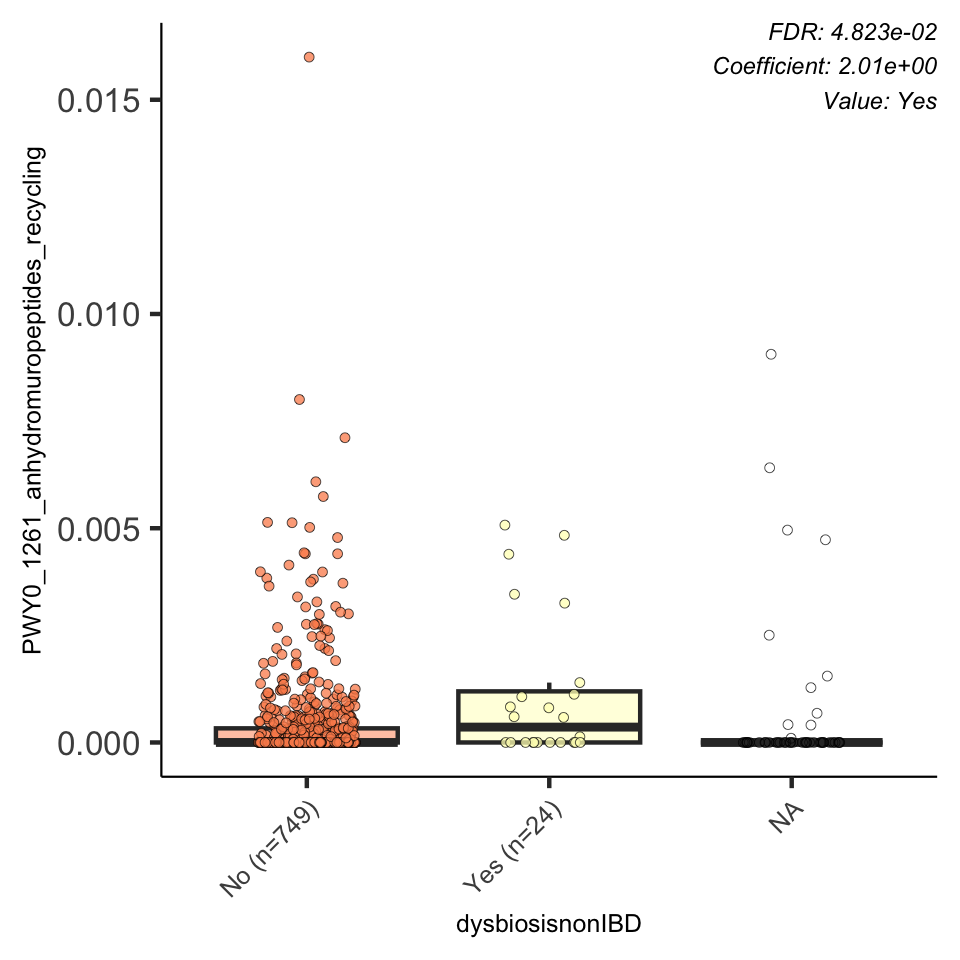 FDR: 4.823e-02
Coefficient: 2.01e+00
Value: Yes
PWY0_1261_anhydromuropeptides_recycling
0.015
0.010
0.005
0.000
No (n=749)
Yes (n=24)
NA
dysbiosisnonIBD